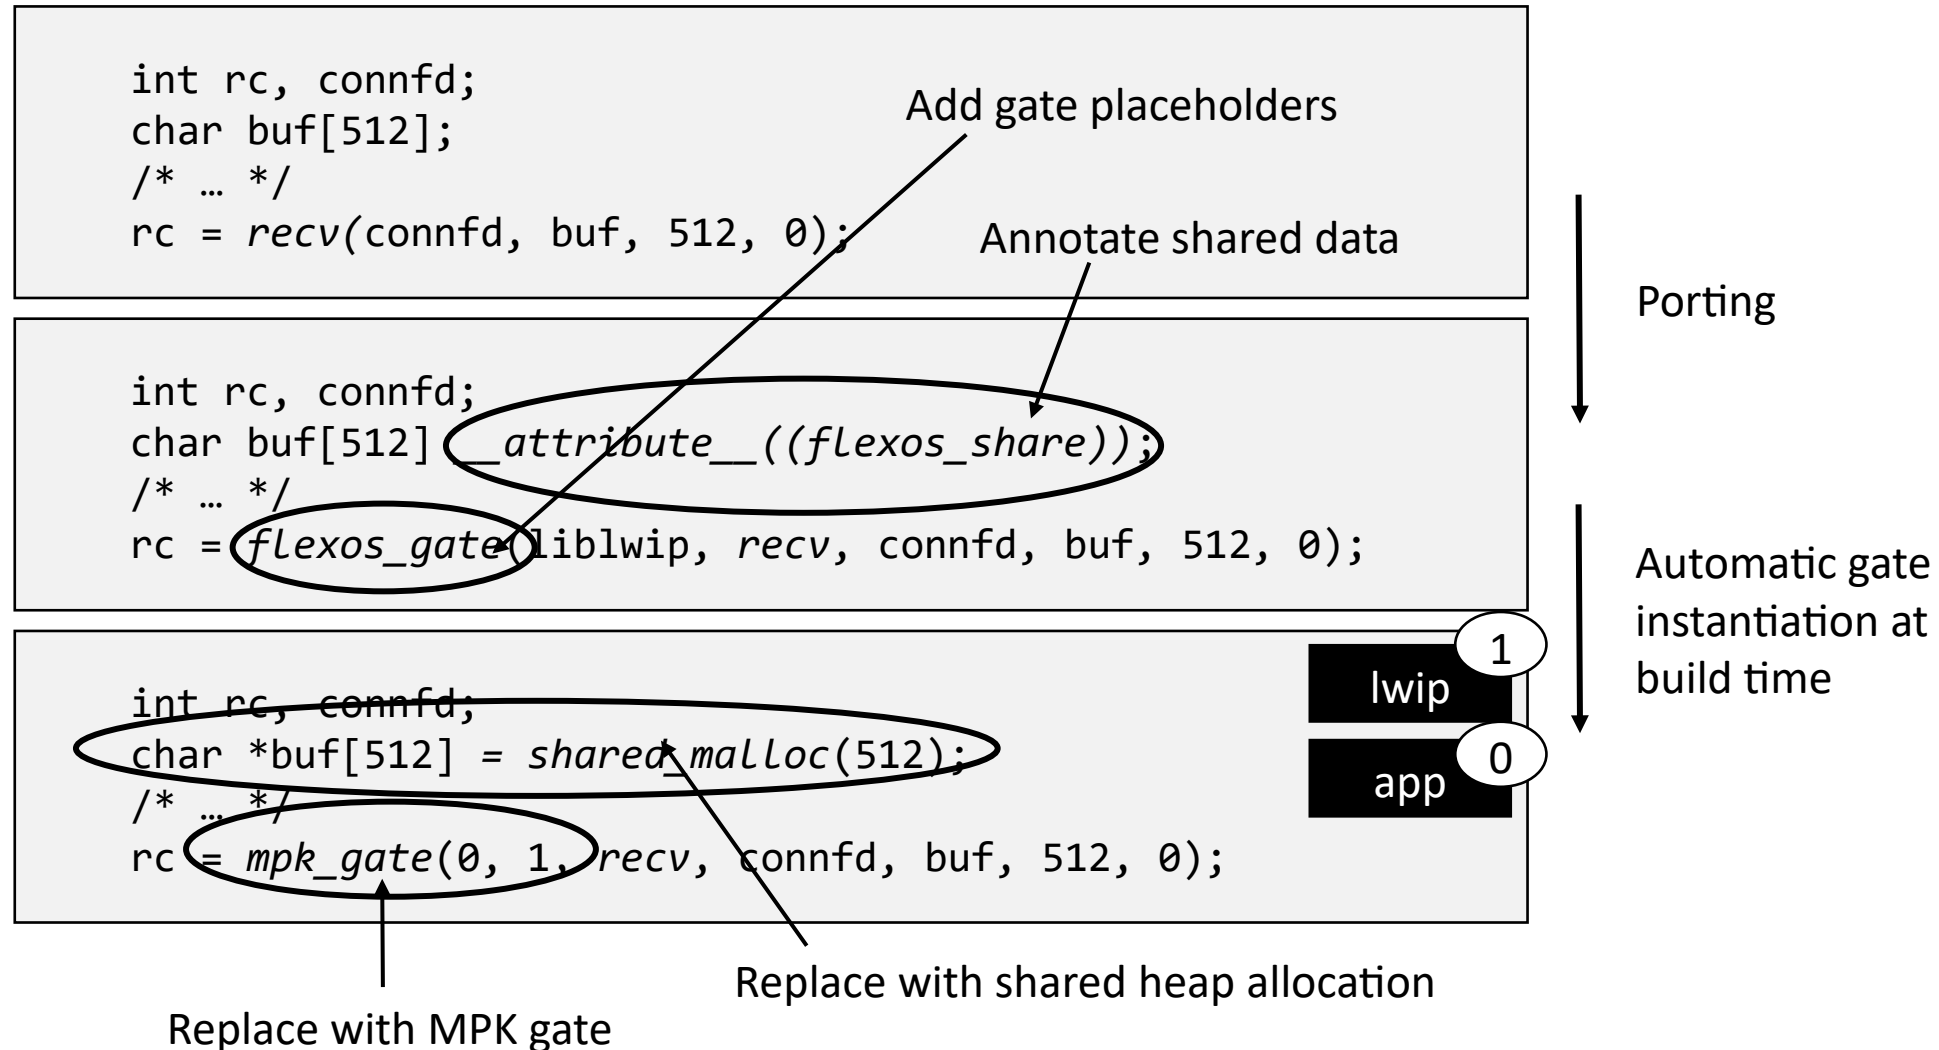 int rc, connfd;
char buf[512];
/* … */
rc = recv(connfd, buf, 512, 0);
Add gate placeholders
Annotate shared data
Porting
int rc, connfd;
char buf[512] __attribute__((flexos_share));
/* … */
rc = flexos_gate(liblwip, recv, connfd, buf, 512, 0);
Automatic gate
instantiation at
build time
int rc, connfd;
char *buf[512] = shared_malloc(512);
/* … */
rc = mpk_gate(0, 1, recv, connfd, buf, 512, 0);
1
lwip
0
app
Replace with shared heap allocation
Replace with MPK gate